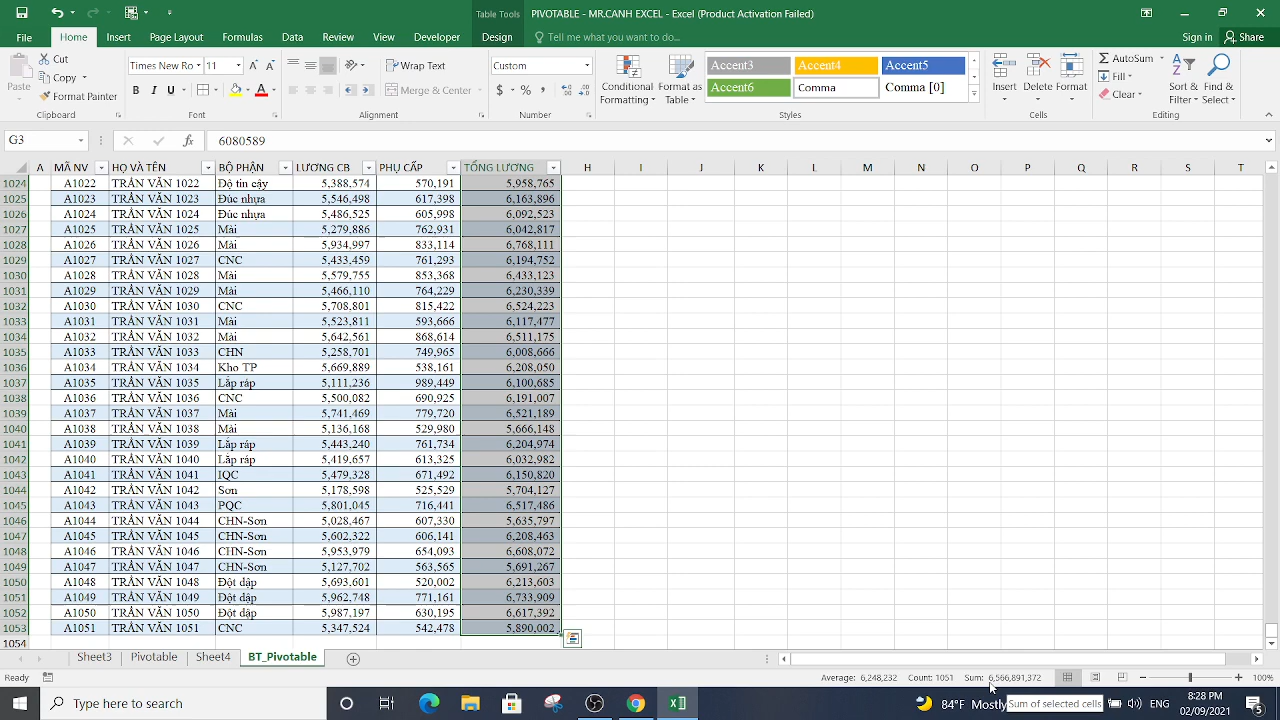 Table Tools
PIVOTABLE - MR.CANH EXCEL - Excel (Product Activation Failed)
File Home Insert Page Layout Formulas Data Review View Developer Design Tell me what you want to do... Sign in Share
Cut
Copy
Format Painter
Paste
Clipboard
Times New Ro 11
B I U
Font
Wrap Text
Merge & Center
Alignment
Custom
$ % ,
Number
Conditional Formatting
Format as Table
Accent3 Accent4 Accent5
Accent6 Comma Comma [0]
Styles
Insert Delete Format
Cells
AutoSum
Fill
Clear
Sort & Filter
Find & Select
Editing
G3 fx 6080589
A MÃ NV HỌ VÀ TÊN BỘ PHẬN LƯƠNG CB PHỤ CẤP TỔNG LƯƠNG H I J K L M N O P Q R S T
1024 A1022 TRẦN VĂN 1022 Độ tin cậy 5,388,574 570,191 5,958,765
1025 A1023 TRẦN VĂN 1023 Đúc nhựa 5,546,498 617,398 6,163,896
1026 A1024 TRẦN VĂN 1024 Đúc nhựa 5,486,525 605,998 6,092,523
1027 A1025 TRẦN VĂN 1025 Mài 5,279,886 762,931 6,042,817
1028 A1026 TRẦN VĂN 1026 Mài 5,934,997 833,114 6,768,111
1029 A1027 TRẦN VĂN 1027 CNC 5,433,459 761,293 6,194,752
1030 A1028 TRẦN VĂN 1028 Mài 5,579,755 853,368 6,433,123
1031 A1029 TRẦN VĂN 1029 Mài 5,466,110 764,229 6,230,339
1032 A1030 TRẦN VĂN 1030 CNC 5,708,801 815,422 6,524,223
1033 A1031 TRẦN VĂN 1031 Mài 5,523,811 593,666 6,117,477
1034 A1032 TRẦN VĂN 1032 Mài 5,642,561 868,614 6,511,175
1035 A1033 TRẦN VĂN 1033 CHN 5,258,701 749,965 6,008,666
1036 A1034 TRẦN VĂN 1034 Kho TP 5,669,889 538,161 6,208,050
1037 A1035 TRẦN VĂN 1035 Lắp ráp 5,111,236 989,449 6,100,685
1038 A1036 TRẦN VĂN 1036 CNC 5,500,082 690,925 6,191,007
1039 A1037 TRẦN VĂN 1037 Mài 5,741,469 779,720 6,521,189
1040 A1038 TRẦN VĂN 1038 Mài 5,136,168 529,980 5,666,148
1041 A1039 TRẦN VĂN 1039 Lắp ráp 5,443,240 761,734 6,204,974
1042 A1040 TRẦN VĂN 1040 Lắp ráp 5,419,657 613,325 6,032,982
1043 A1041 TRẦN VĂN 1041 IQC 5,479,328 671,492 6,150,820
1044 A1042 TRẦN VĂN 1042 Sơn 5,178,598 525,529 5,704,127
1045 A1043 TRẦN VĂN 1043 PQC 5,801,045 716,441 6,517,486
1046 A1044 TRẦN VĂN 1044 CHN-Sơn 5,028,467 607,330 5,635,797
1047 A1045 TRẦN VĂN 1045 CHN-Sơn 5,602,322 606,141 6,208,463
1048 A1046 TRẦN VĂN 1046 CHN-Sơn 5,953,979 654,093 6,608,072
1049 A1047 TRẦN VĂN 1047 CHN-Sơn 5,127,702 563,565 5,691,267
1050 A1048 TRẦN VĂN 1048 Đột dập 5,693,601 520,002 6,213,603
1051 A1049 TRẦN VĂN 1049 Đột dập 5,962,748 771,161 6,733,909
1052 A1050 TRẦN VĂN 1050 Đột dập 5,987,197 630,195 6,617,392
1053 A1051 TRẦN VĂN 1051 CNC 5,347,524 542,478 5,890,002
1054
Sheet3 Pivotable Sheet4 BT_Pivotable
Ready Average: 6,248,232 Count: 1051 Sum: 6,566,891,372 100%
Type here to search 84°F Mostly Sum of selected cells ENG 8:28 PM
02/09/2021